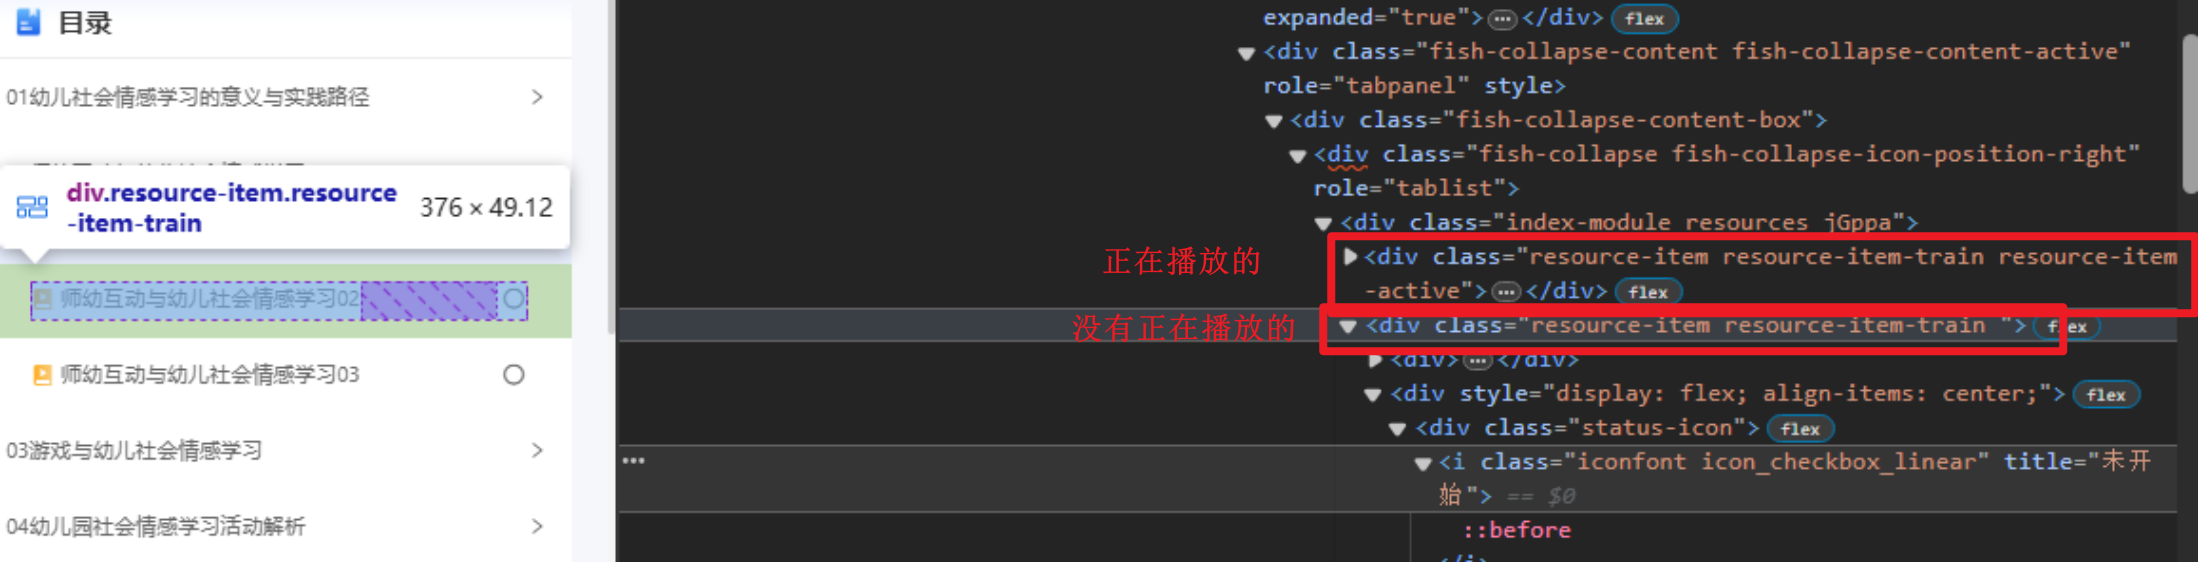 目录
01幼儿社会情感学习的意义与实践路径
div.resource-item.resource
-item-train
376 × 49.12
师幼互动与幼儿社会情感学习02
师幼互动与幼儿社会情感学习03
03游戏与幼儿社会情感学习
04幼儿园社会情感学习活动解析
expanded="true"> … </div> flex
<div class="fish-collapse-content fish-collapse-content-active"
role="tabpanel" style>
<div class="fish-collapse-content-box">
<div class="fish-collapse fish-collapse-icon-position-right"
role="tablist">
<div class="index-module resources jGppa">
正在播放的
<div class="resource-item resource-item-train resource-item
-active"> … </div> flex
没有正在播放的
<div class="resource-item resource-item-train "> flex
<div> … </div>
<div style="display: flex; align-items: center;"> flex
<div class="status-icon"> flex
… <i class="iconfont icon_checkbox_linear" title="未开
始"> == $0
::before
</i>